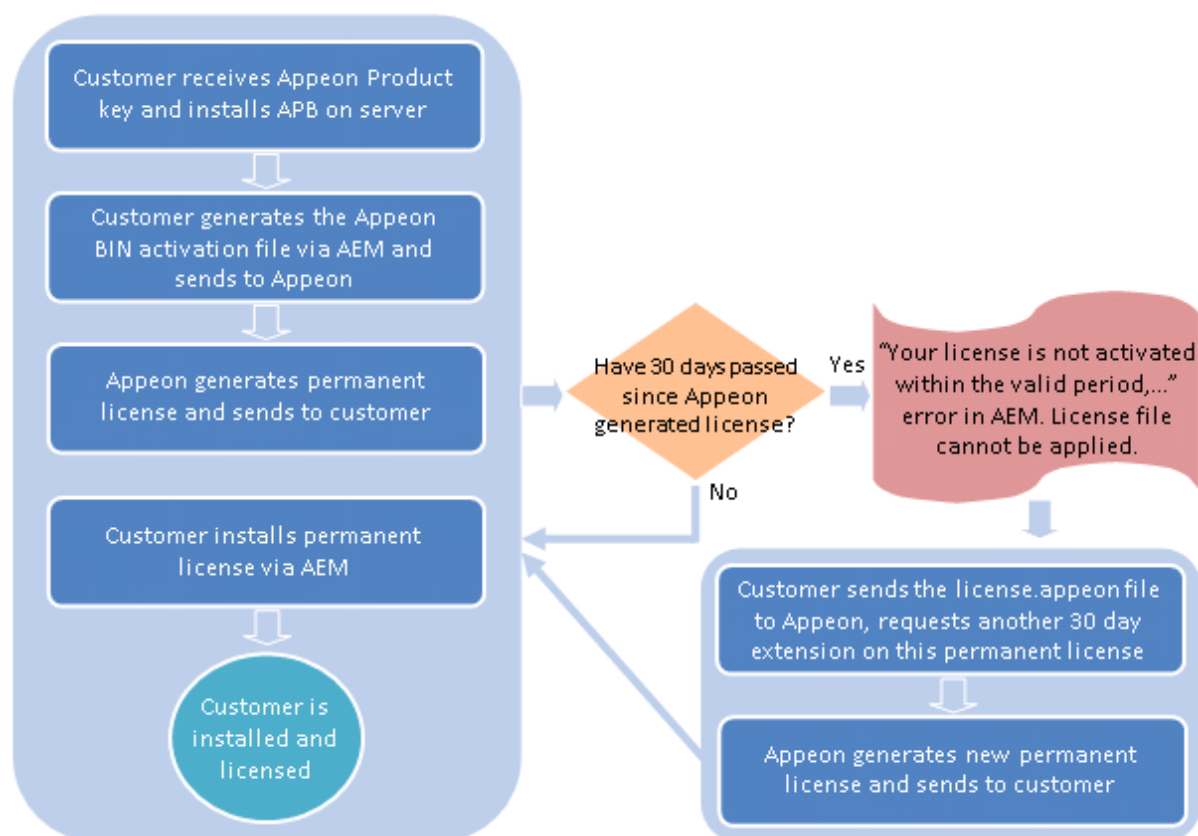 Customer receives Appeon Product
key and installs APB on server
Customer generates the Appeon
BIN activation file via AEM and
sends to Appeon
Appeon generates permanent
license and sends to customer
Have 30 days passed
since Appeon
generated license?
Yes
No
“Your license is not activated
within the valid period,...”
error in AEM. License file
cannot be applied.
Customer sends the license.appeon file
to Appeon, requests another 30 day
extension on this permanent license
Appeon generates new permanent
license and sends to customer
Customer installs permanent
license via AEM
Customer is
installed and
licensed